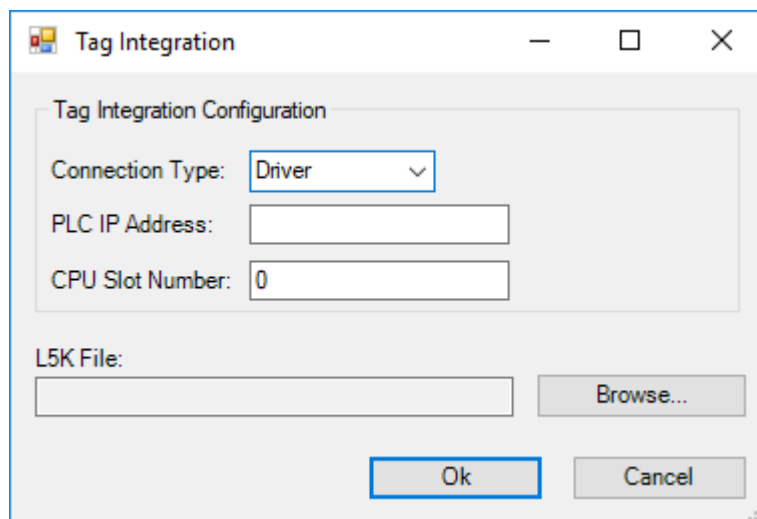 Tag Integration
Tag Integration Configuration
Connection Type: Driver
PLC IP Address:
CPU Slot Number: 0
L5K File:
Browse...
Ok Cancel